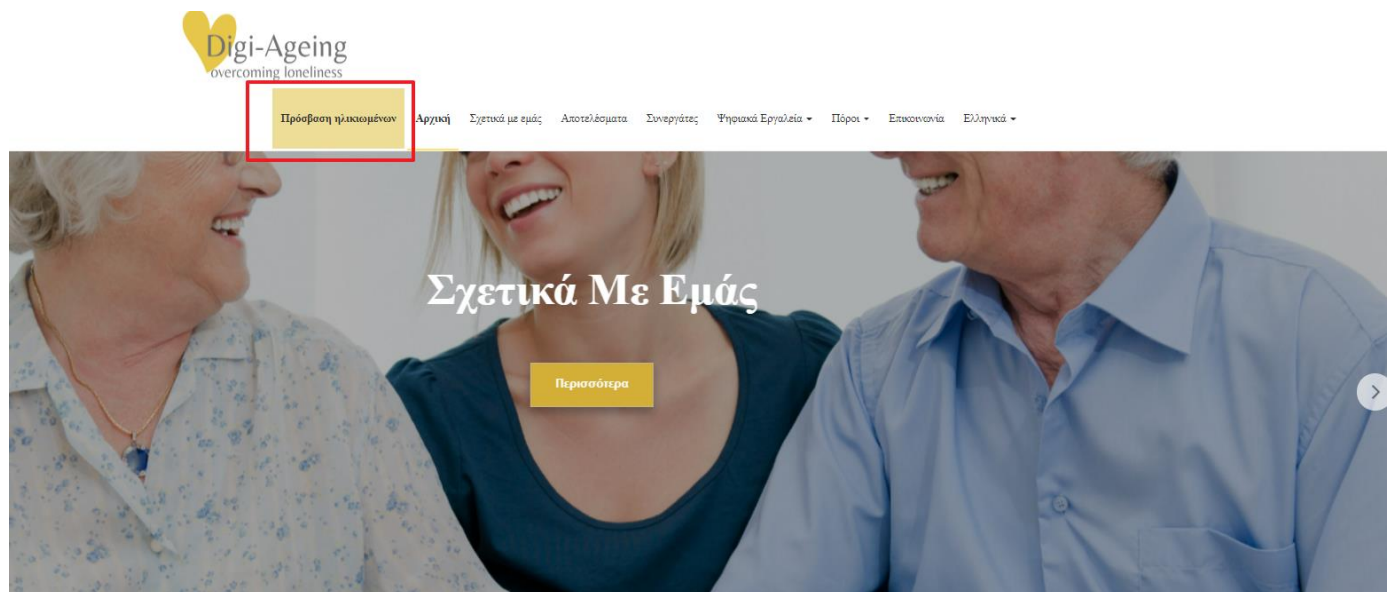 Digi-Ageing
overcoming loneliness
Πρόσβαση ηλικιωμένων Αρχική Σχετικά με εμάς Αποτελέσματα Συνεργάτες Ψηφιακά Εργαλεία Πόροι Επικοινωνία Ελληνικά
Σχετικά Με Εμάς
Περισσότερα